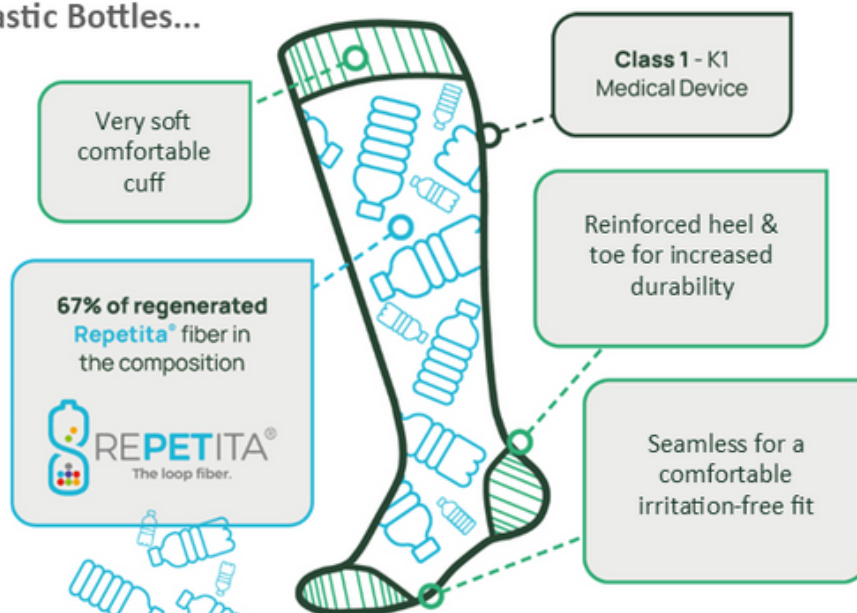 astic Bottles...
Very soft
comfortable
cuff
Class 1 - K1
Medical Device
Reinforced heel &
toe for increased
durability
67% of regenerated
Repetita® fiber in
the composition
REPETITA®
The loop fiber.
Seamless for a
comfortable
irritation-free fit